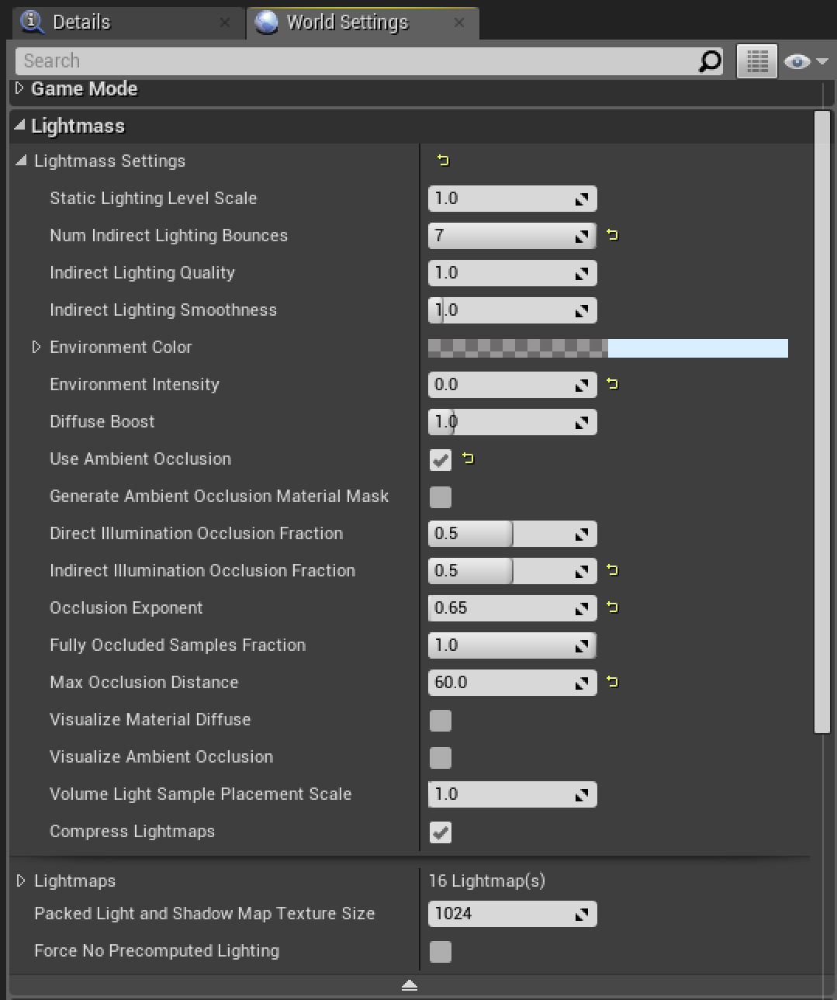 Details World Settings
Search
Game Mode
Lightmass
Lightmass Settings
Static Lighting Level Scale 1.0
Num Indirect Lighting Bounces 7
Indirect Lighting Quality 1.0
Indirect Lighting Smoothness 1.0
Environment Color
Environment Intensity 0.0
Diffuse Boost 1.0
Use Ambient Occlusion
Generate Ambient Occlusion Material Mask
Direct Illumination Occlusion Fraction 0.5
Indirect Illumination Occlusion Fraction 0.5
Occlusion Exponent 0.65
Fully Occluded Samples Fraction 1.0
Max Occlusion Distance 60.0
Visualize Material Diffuse
Visualize Ambient Occlusion
Volume Light Sample Placement Scale 1.0
Compress Lightmaps
Lightmaps 16 Lightmap(s)
Packed Light and Shadow Map Texture Size 1024
Force No Precomputed Lighting